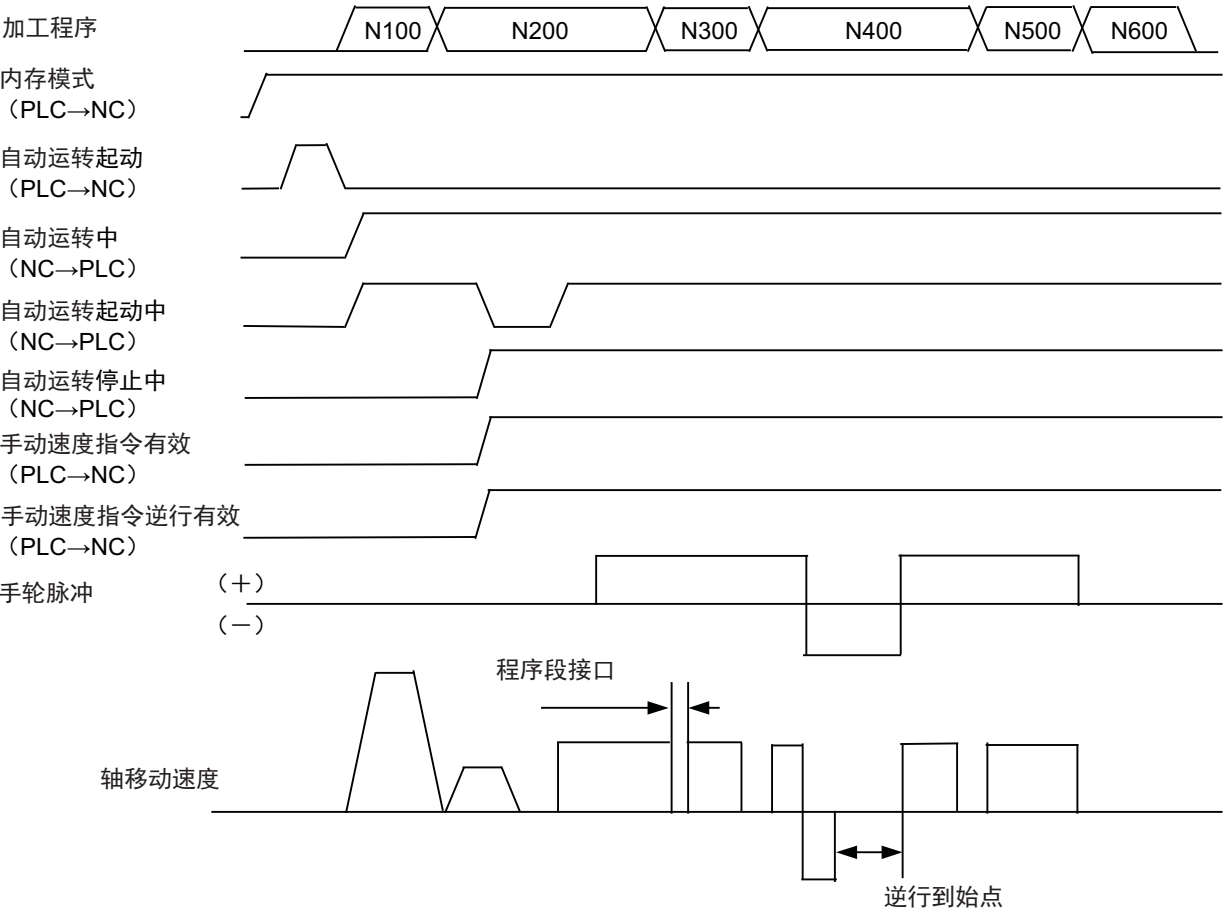 加工程序
N100 N200 N300 N400 N500 N600
内存模式
（PLC→NC）
自动运转起动
（PLC→NC）
自动运转中
（NC→PLC）
自动运转起动中
（NC→PLC）
自动运转停止中
（NC→PLC）
手动速度指令有效
（PLC→NC）
手动速度指令逆行有效
（PLC→NC）
（＋）
手轮脉冲
（－）
程序段接口
轴移动速度
逆行到始点